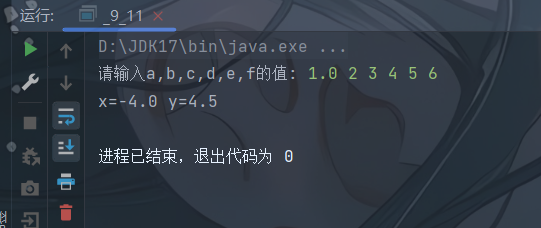 运行: _9_11
D:\JDK17\bin\java.exe ...
请输入a,b,c,d,e,f的值: 1.0 2 3 4 5 6
x=-4.0 y=4.5
进程已结束，退出代码为 0